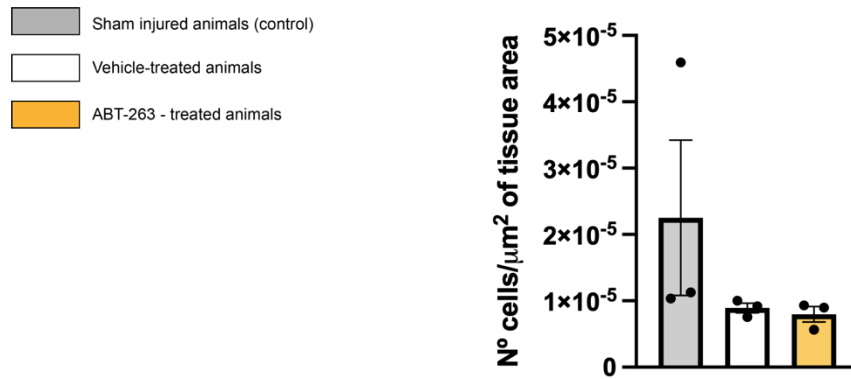 Sham injured animals (control)
Vehicle-treated animals
ABT-263 - treated animals
Nº cells/μm² of tissue area
5×10⁻⁵
4×10⁻⁵
3×10⁻⁵
2×10⁻⁵
1×10⁻⁵
0